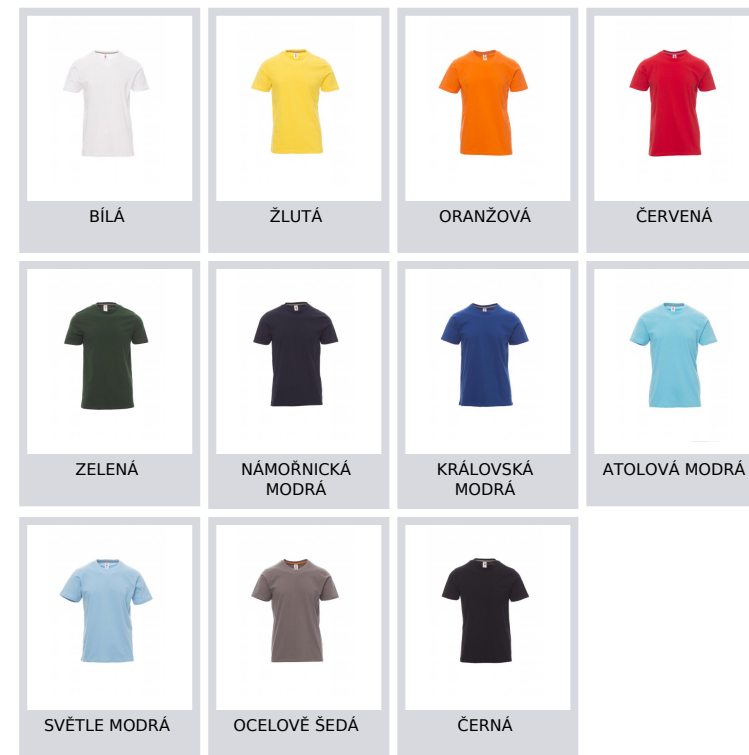 BÍLÁ
ŽLUTÁ
ORANŽOVÁ
ČERVENÁ
ZELENÁ
NÁMOŘNICKÁ
MODRÁ
KRÁLOVSKÁ
MODRÁ
ATOLOVÁ MODRÁ
SVĚTLE MODRÁ
OCELOVĚ ŠEDÁ
ČERNÁ